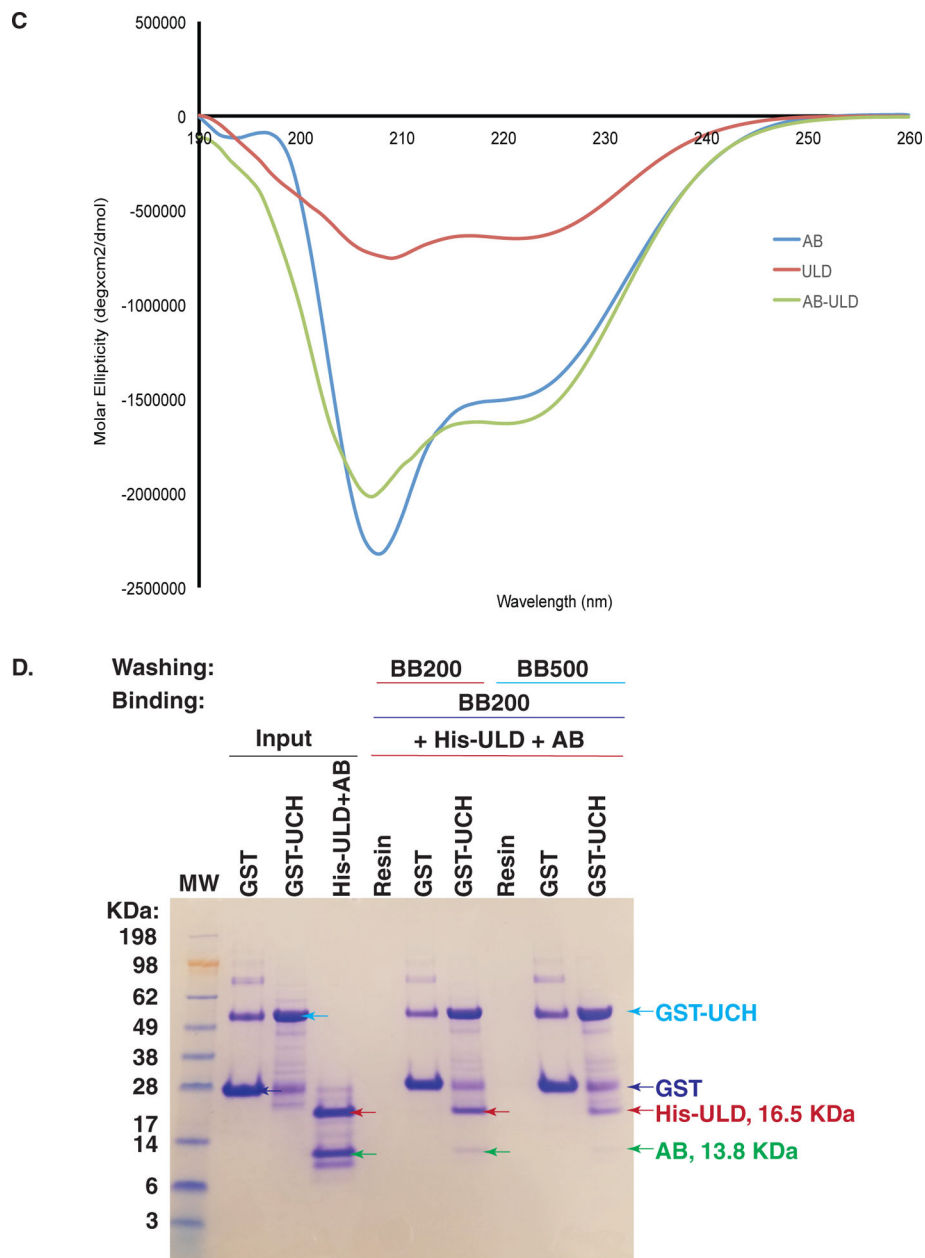 C
500000
0
190 200 210 220 230 240 250 260
-500000
-1000000
-1500000
-2000000
-2500000
Molar Ellipticity (degxcm2/dmol)
Wavelength (nm)
AB
ULD
AB-ULD
D.
Washing: BB200 BB500
Binding: BB200
Input + His-ULD + AB
MW GST GST-UCH His-ULD+AB Resin GST GST-UCH Resin GST GST-UCH
KDa:
198
98
62
49
38
28
17
14
6
3
GST-UCH
GST
His-ULD, 16.5 KDa
AB, 13.8 KDa